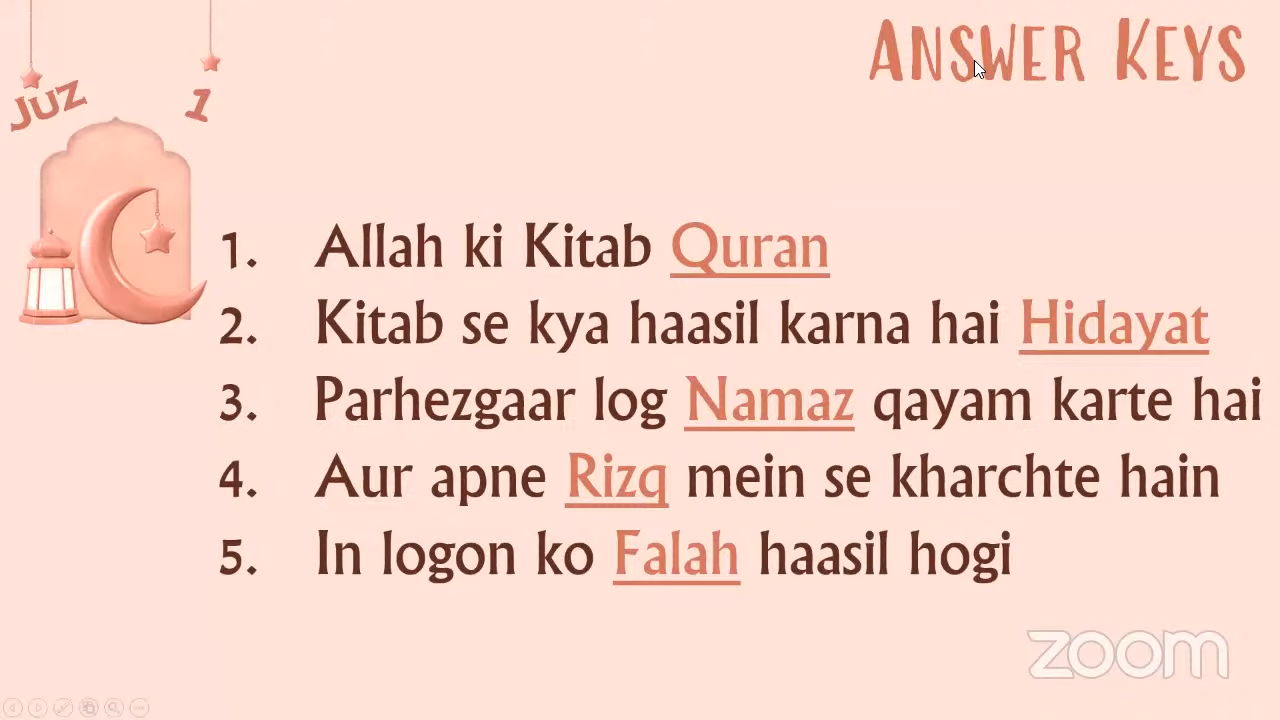 ANSWER KEYS
JUZ 1
1. Allah ki Kitab Quran
2. Kitab se kya haasil karna hai Hidayat
3. Parhezgaar log Namaz qayam karte hai
4. Aur apne Rizq mein se kharchte hain
5. In logon ko Falah haasil hogi
zoom